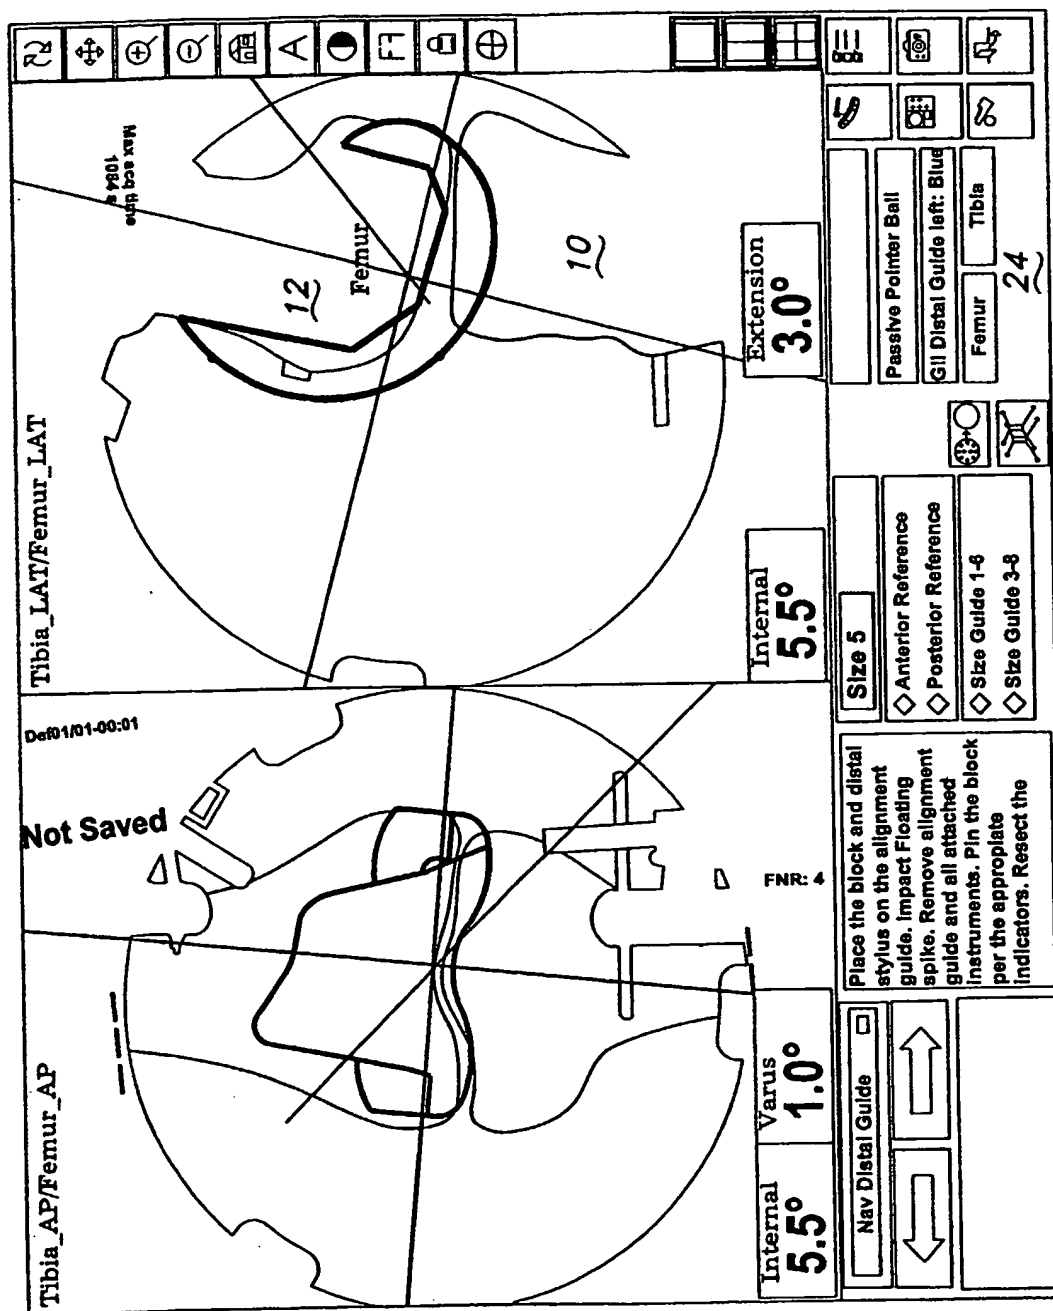 Tibia_AP/Femur_AP
Not Saved
Def01/01-00:01
FNR: 4
Internal
5.5°
Varus
1.0°
Tibia_LAT/Femur_LAT
Max acq time
1084 s
12
Femur
10
Internal
5.5°
Extension
3.0°
A
Nav Distal Guide
Place the block and distal
stylus on the alignment
guide. Impact Floating
spike. Remove alignment
guide and all attached
instruments. Pin the block
per the appropiate
indicators. Resect the
Size 5
Anterior Reference
Posterior Reference
Size Guide 1-6
Size Guide 3-8
Passive Pointer Ball
GII Distal Guide left: Blue
Femur
Tibia
24